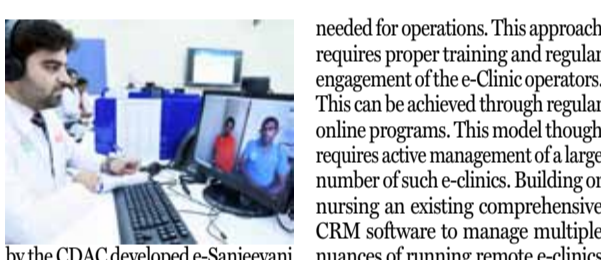 by the CDAC developed e-Sanjeevani
needed for operations. This approach
requires proper training and regular
engagement of the e-Clinic operators.
This can be achieved through regular
online programs. This model though
requires active management of a large
number of such e-clinics. Building or
nursing an existing comprehensive
CRM software to manage multiple
nuances of running remote e-clinics